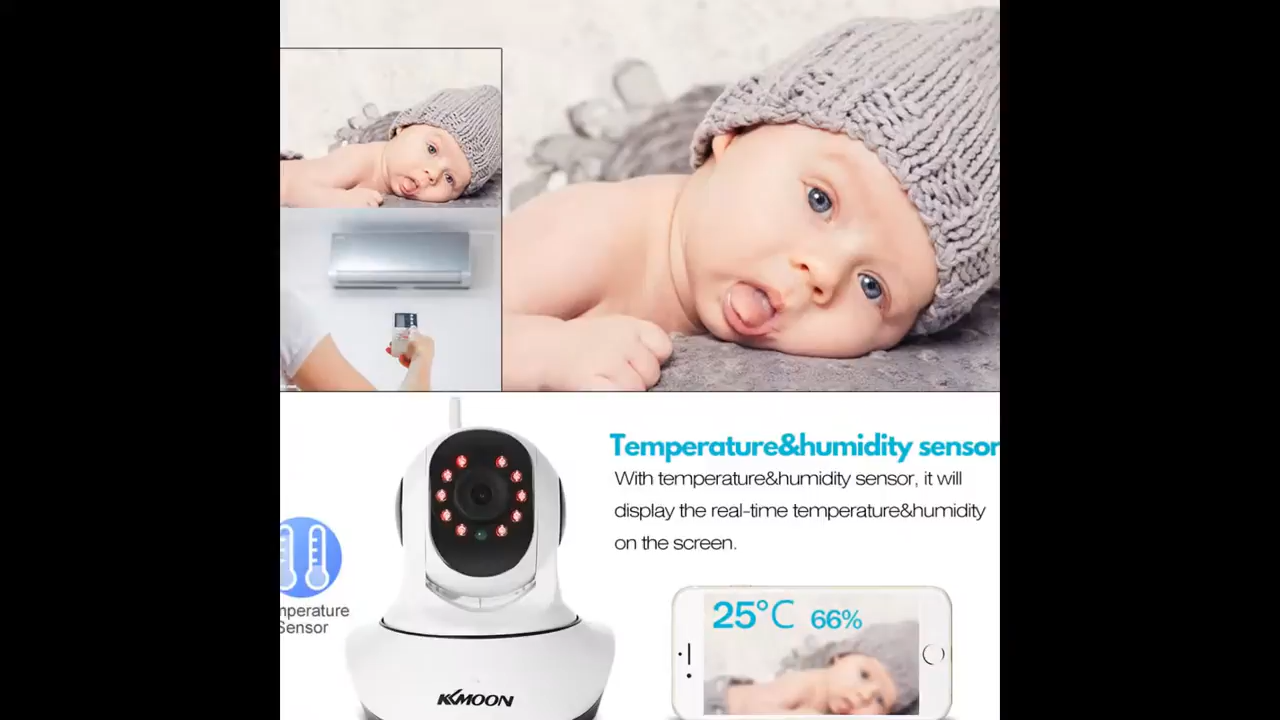 Temperature&humidity sensor
With temperature&humidity sensor, it will
display the real-time temperature&humidity
on the screen.
25°C 66%
mperature
Sensor
KKMOON